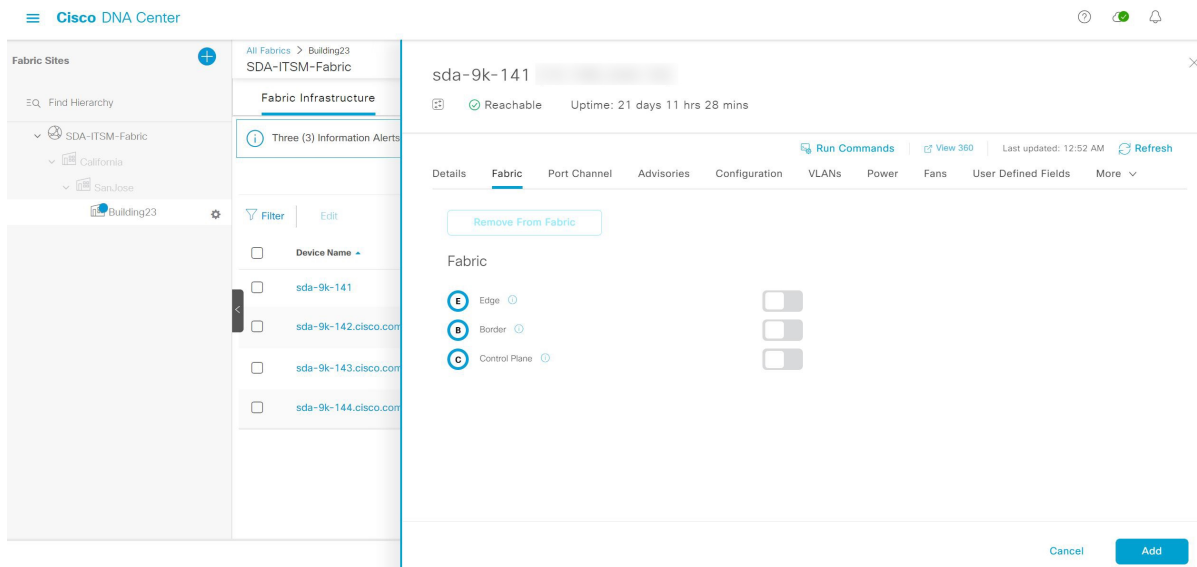 Cisco DNA Center
Fabric Sites
Find Hierarchy
SDA-ITSM-Fabric
California
SanJose
Building23
All Fabrics > Building23
SDA-ITSM-Fabric
Fabric Infrastructure
Three (3) Information Alerts
Filter
Edit
Device Name
sda-9k-141
sda-9k-142.cisco.com
sda-9k-143.cisco.com
sda-9k-144.cisco.com
sda-9k-141
Reachable Uptime: 21 days 11 hrs 28 mins
Run Commands View 360 Last updated: 12:52 AM Refresh
Details Fabric Port Channel Advisories Configuration VLANs Power Fans User Defined Fields More
Remove From Fabric
Fabric
E Edge
B Border
C Control Plane
Cancel Add